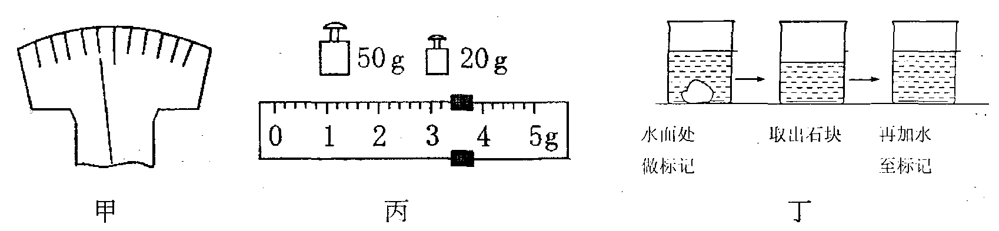 50 g 20 g
0 1 2 3 4 5g
水面处 取出石块 再加水
做标记 至标记
甲 丙 丁